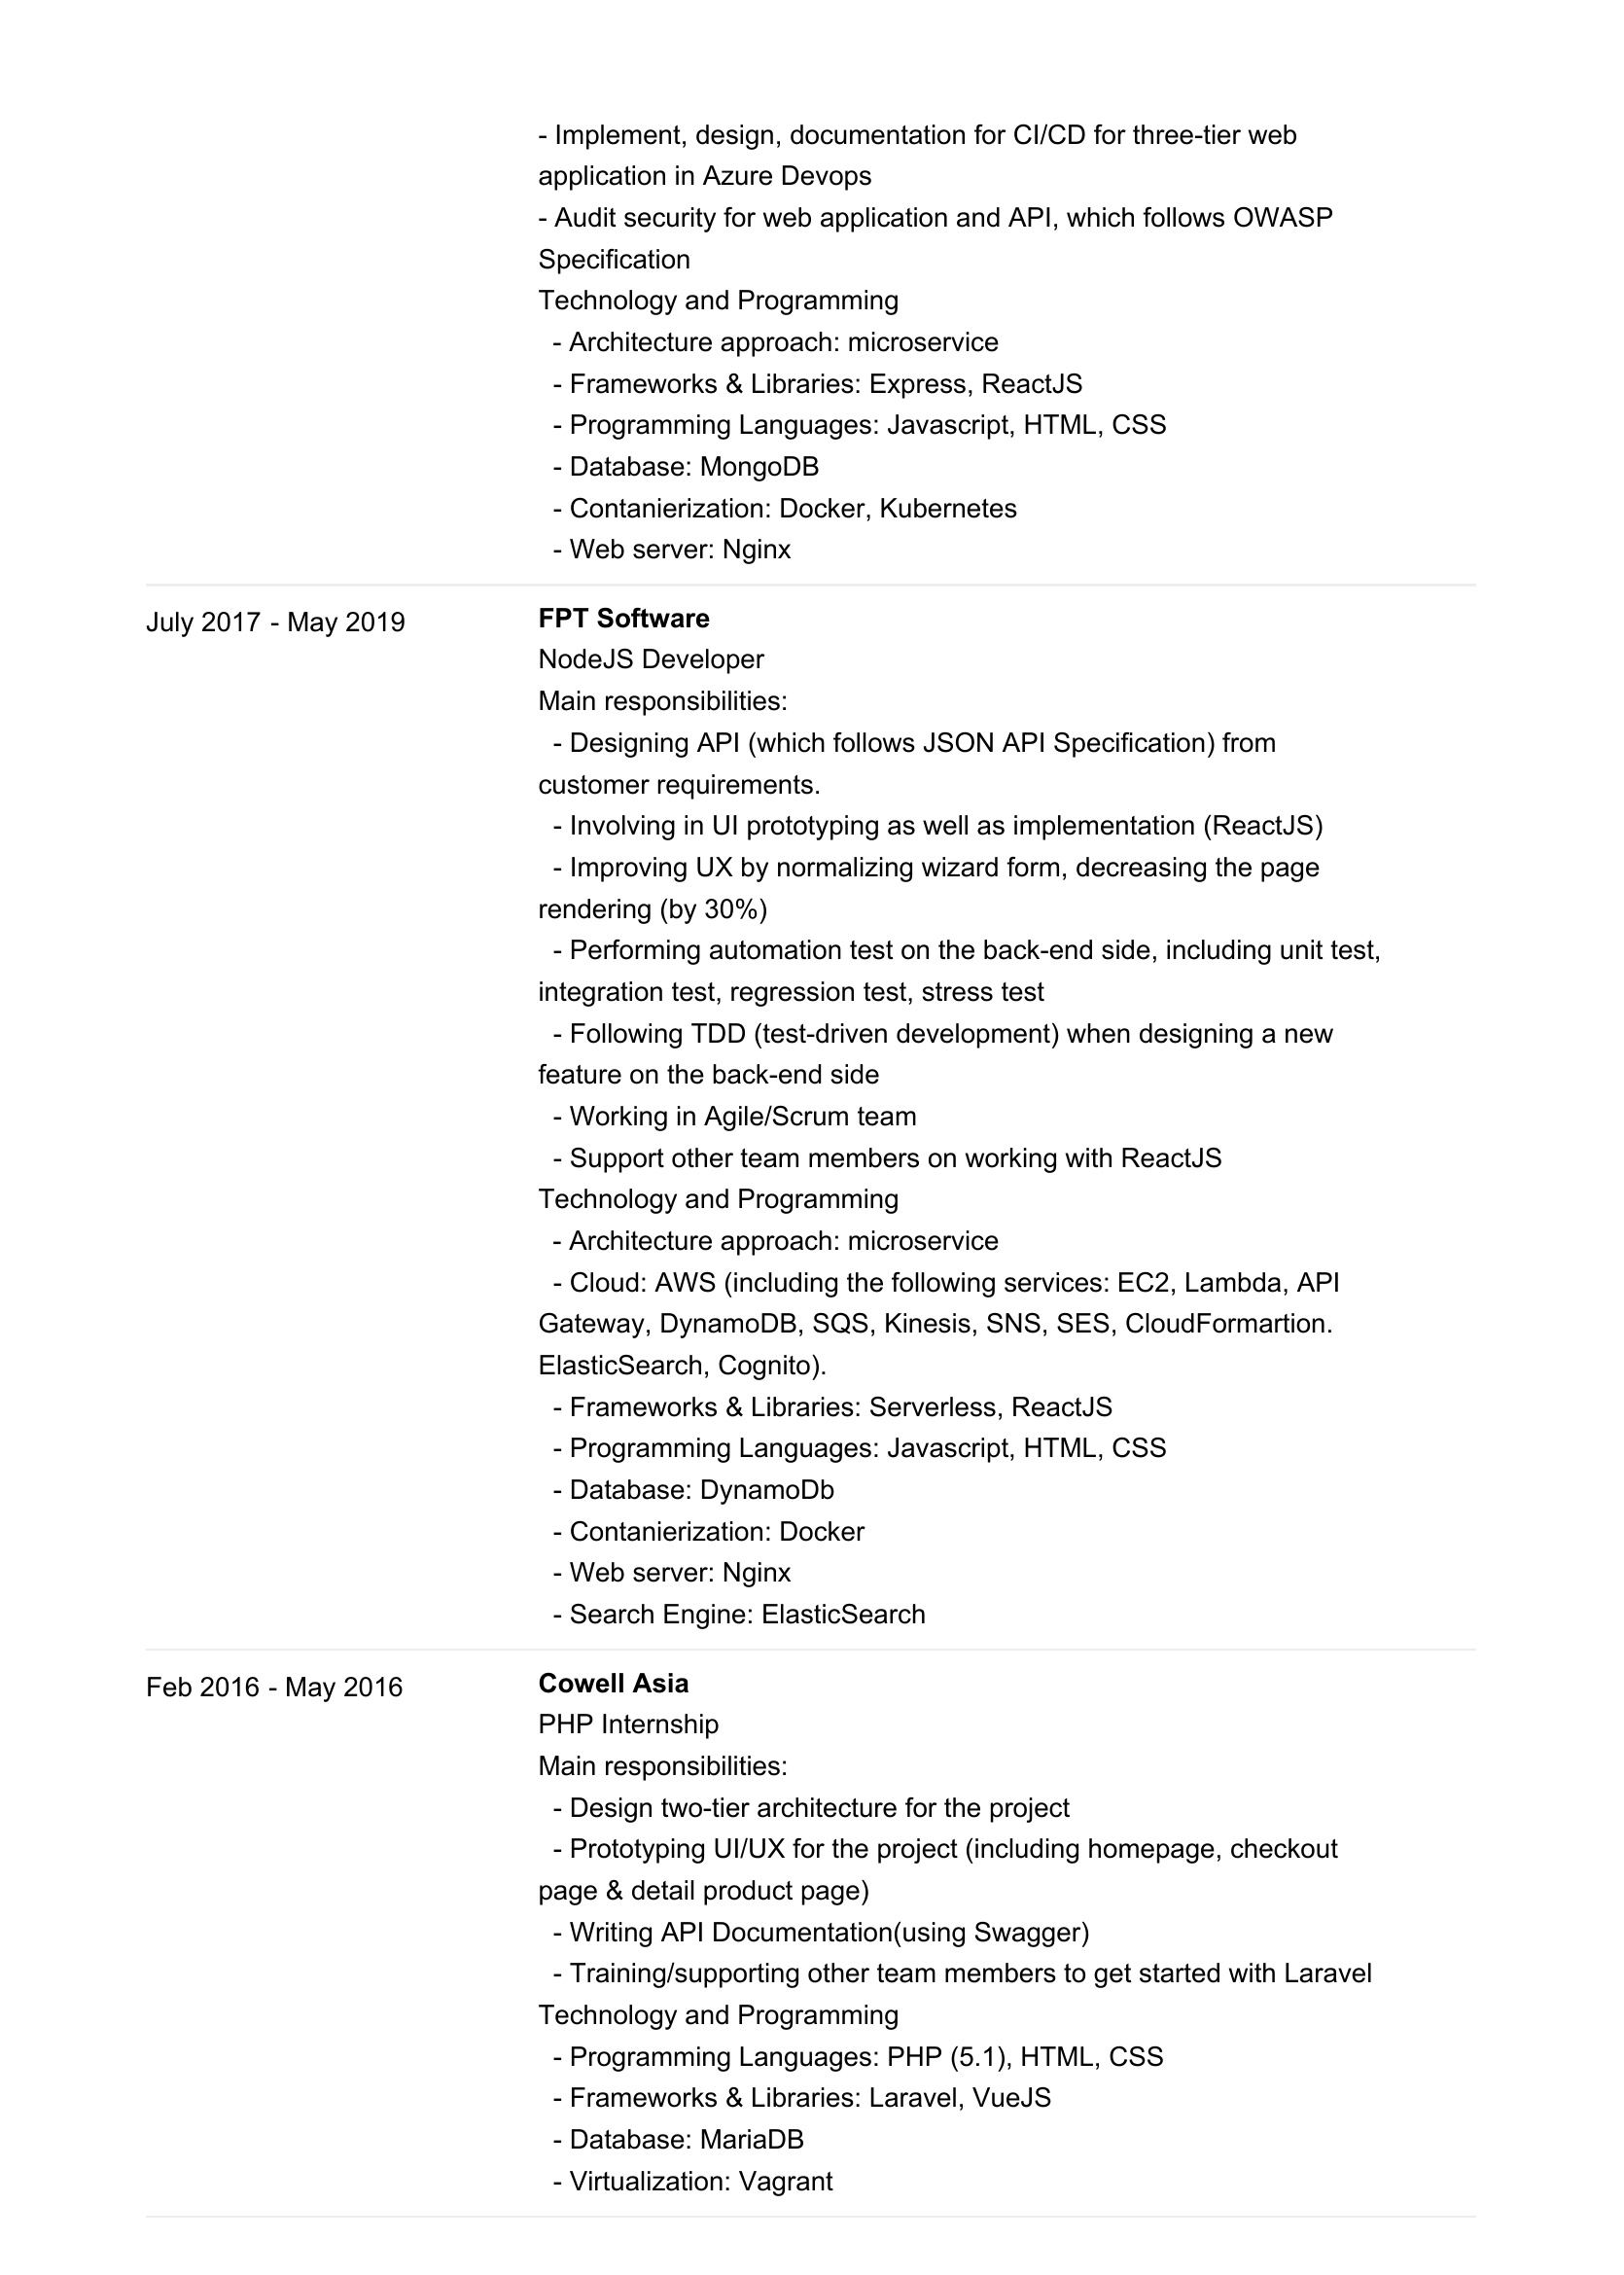 - Implement, design, documentation for CI/CD for three-tier web
application in Azure Devops
- Audit security for web application and API, which follows OWASP
Specification
Technology and Programming
- Architecture approach: microservice
- Frameworks & Libraries: Express, ReactJS
- Programming Languages: Javascript, HTML, CSS
- Database: MongoDB
- Contanierization: Docker, Kubernetes
- Web server: Nginx
July 2017 - May 2019
FPT Software
NodeJS Developer
Main responsibilities:
- Designing API (which follows JSON API Specification) from
customer requirements.
- Involving in UI prototyping as well as implementation (ReactJS)
- Improving UX by normalizing wizard form, decreasing the page
rendering (by 30%)
- Performing automation test on the back-end side, including unit test,
integration test, regression test, stress test
- Following TDD (test-driven development) when designing a new
feature on the back-end side
- Working in Agile/Scrum team
- Support other team members on working with ReactJS
Technology and Programming
- Architecture approach: microservice
- Cloud: AWS (including the following services: EC2, Lambda, API
Gateway, DynamoDB, SQS, Kinesis, SNS, SES, CloudFormartion.
ElasticSearch, Cognito).
- Frameworks & Libraries: Serverless, ReactJS
- Programming Languages: Javascript, HTML, CSS
- Database: DynamoDb
- Contanierization: Docker
- Web server: Nginx
- Search Engine: ElasticSearch
Feb 2016 - May 2016
Cowell Asia
PHP Internship
Main responsibilities:
- Design two-tier architecture for the project
- Prototyping UI/UX for the project (including homepage, checkout
page & detail product page)
- Writing API Documentation(using Swagger)
- Training/supporting other team members to get started with Laravel
Technology and Programming
- Programming Languages: PHP (5.1), HTML, CSS
- Frameworks & Libraries: Laravel, VueJS
- Database: MariaDB
- Virtualization: Vagrant